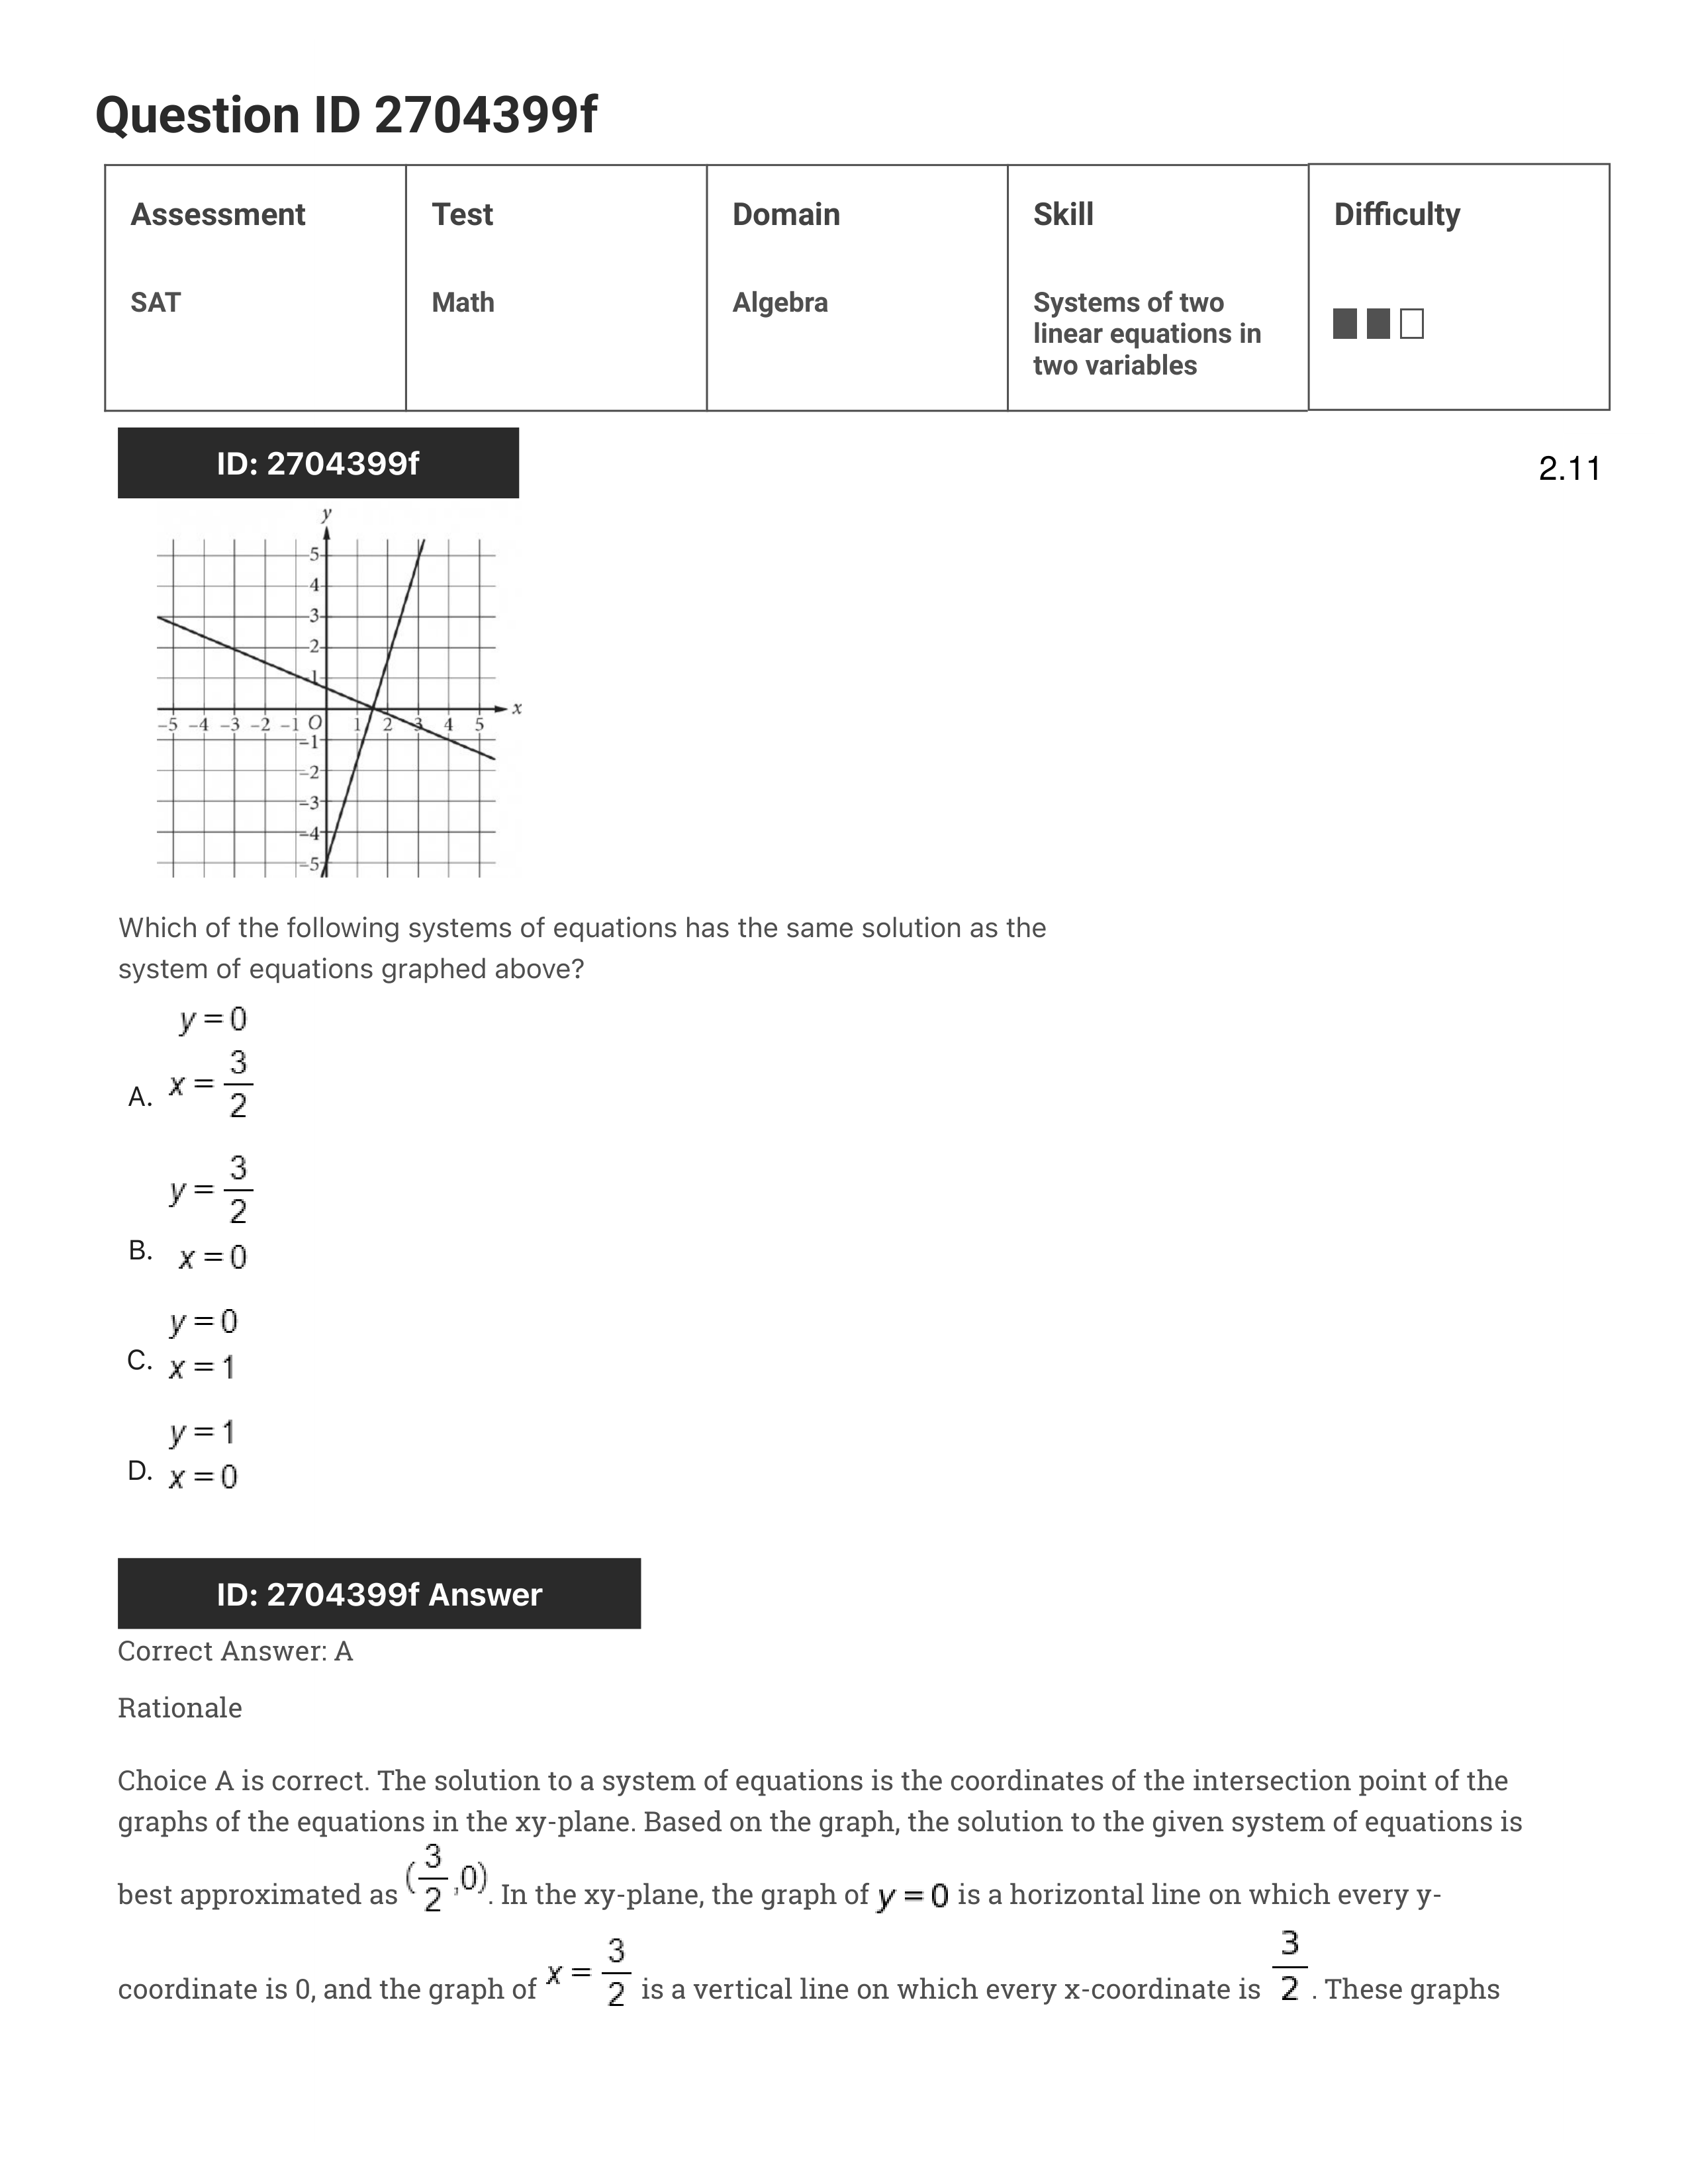 Question ID 2704399f
Assessment Test Domain Skill Difficulty
SAT Math Algebra Systems of two
linear equations in
two variables
ID: 2704399f 2.11
y
5
4
3
2
1
-5 -4 -3 -2 -1 O 1 2 3 4 5 x
-1
-2
-3
-4
-5
Which of the following systems of equations has the same solution as the
system of equations graphed above?
y = 0
A. x = 3/2
y = 3/2
B. x = 0
y = 0
C. x = 1
y = 1
D. x = 0
ID: 2704399f Answer
Correct Answer: A
Rationale
Choice A is correct. The solution to a system of equations is the coordinates of the intersection point of the
graphs of the equations in the xy-plane. Based on the graph, the solution to the given system of equations is
best approximated as (3/2, 0). In the xy-plane, the graph of y = 0 is a horizontal line on which every y-
coordinate is 0, and the graph of x = 3/2 is a vertical line on which every x-coordinate is 3/2. These graphs